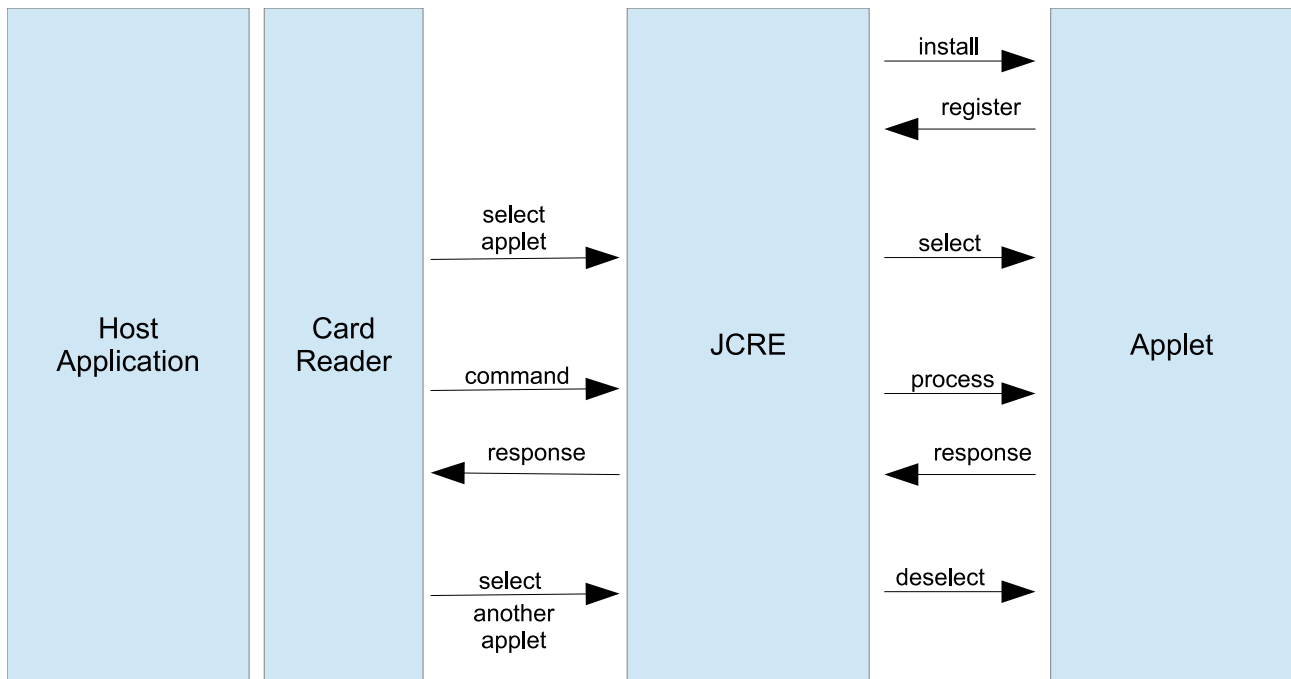 install
register
select
applet
select
Host
Application
Card
Reader
JCRE
Applet
command
process
response
response
select
another
applet
deselect